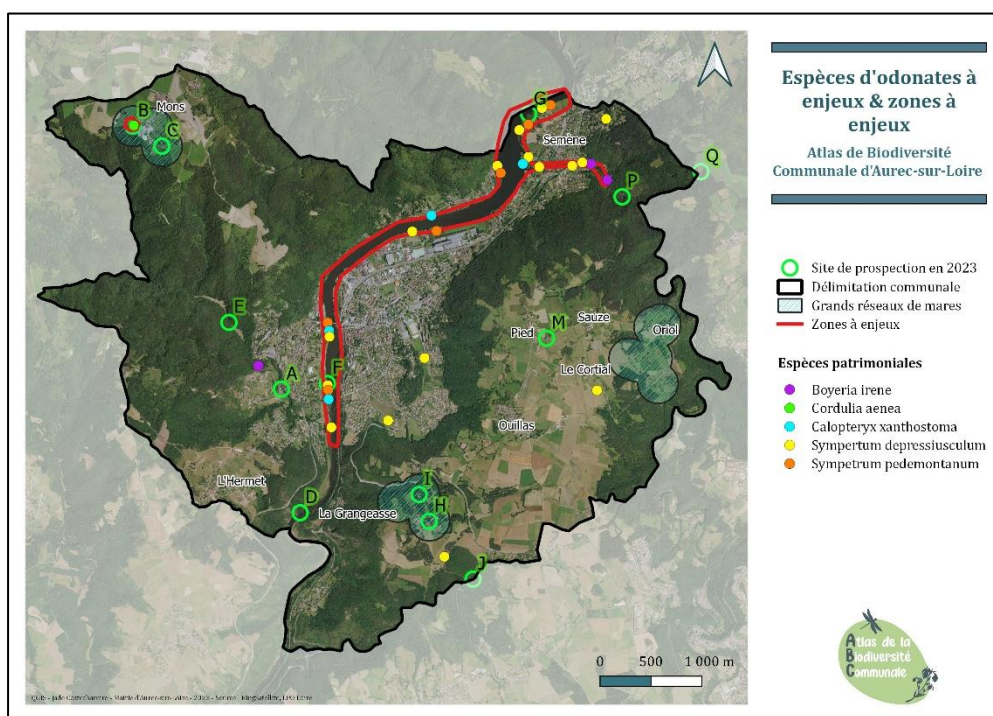 Espèces d'odonates à
enjeux & zones à
enjeux
Atlas de Biodiversité
Communale d'Aurec-sur-Loire
Site de prospection en 2023
Délimitation communale
Grands réseaux de mares
Zones à enjeux
Espèces patrimoniales
Boyeria irene
Cordulia aenea
Calopteryx xanthostoma
Sympertum depressiusculum
Sympetrum pedemontanum
Mons
B
C
G
Semène
Q
P
E
M
Sauze
Pied
Oriol
Le Cortial
A
F
Ouillas
L'Hermet
D
La Grangeasse
I
H
J
0 500 1 000 m
Atlas de la
Biodiversité
Communale